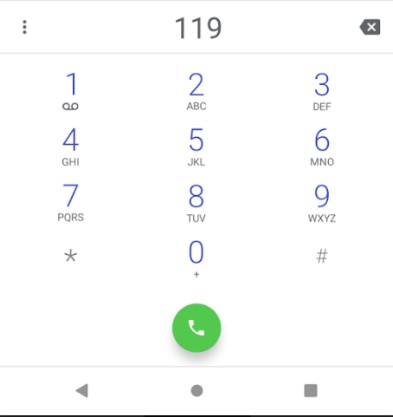 119
1 2 3
ABC DEF
4 5 6
GHI JKL MNO
7 8 9
PQRS TUV WXYZ
* 0 #
+